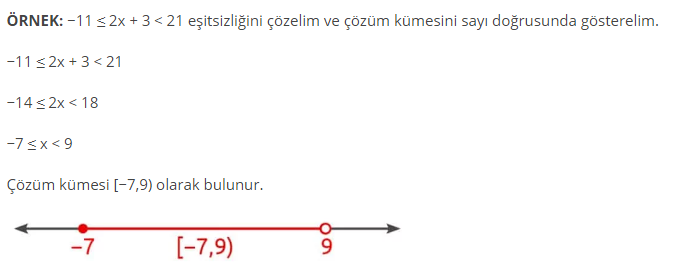 ÖRNEK: −11 ≤ 2x + 3 < 21 eşitsizliğini çözelim ve çözüm kümesini sayı doğrusunda gösterelim.
−11 ≤ 2x + 3 < 21
−14 ≤ 2x < 18
−7 ≤ x < 9
Çözüm kümesi [−7,9) olarak bulunur.
−7 [−7,9) 9